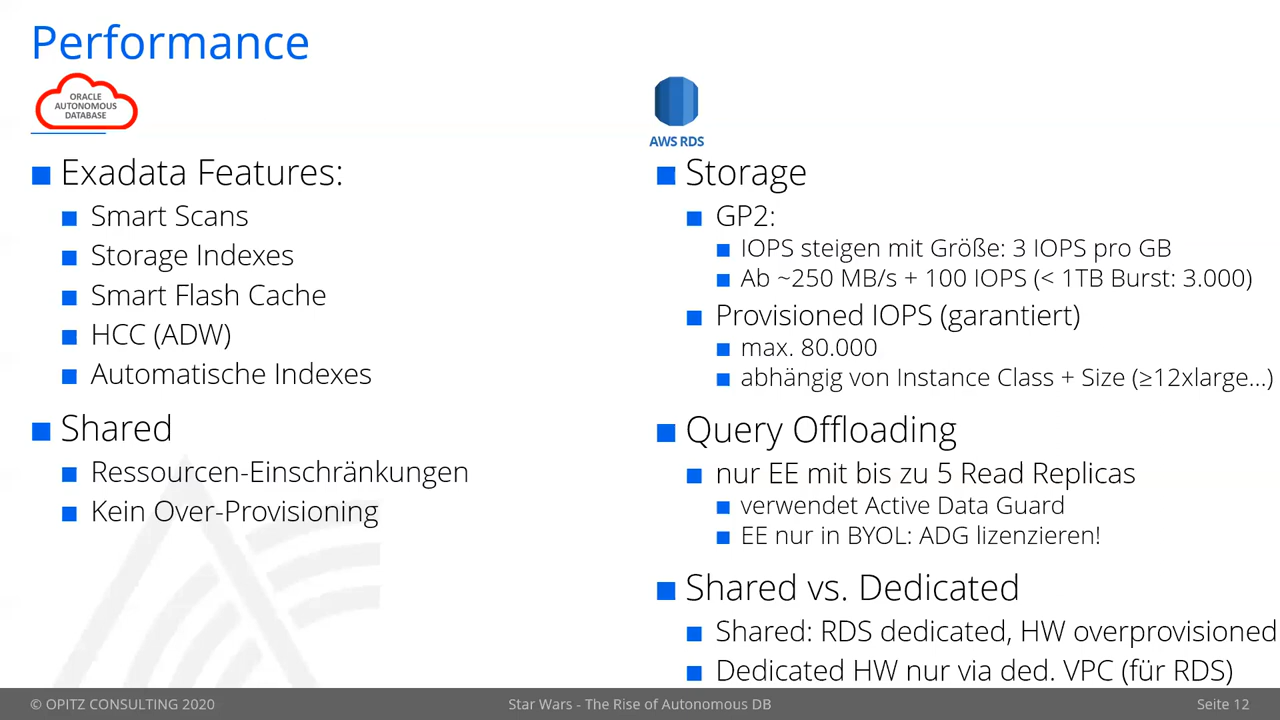 Performance
ORACLE
AUTONOMOUS
DATABASE
Exadata Features:
Smart Scans
Storage Indexes
Smart Flash Cache
HCC (ADW)
Automatische Indexes
Shared
Ressourcen-Einschränkungen
Kein Over-Provisioning
AWS RDS
Storage
GP2:
IOPS steigen mit Größe: 3 IOPS pro GB
Ab ~250 MB/s + 100 IOPS (< 1TB Burst: 3.000)
Provisioned IOPS (garantiert)
max. 80.000
abhängig von Instance Class + Size (≥12xlarge...)
Query Offloading
nur EE mit bis zu 5 Read Replicas
verwendet Active Data Guard
EE nur in BYOL: ADG lizenzieren!
Shared vs. Dedicated
Shared: RDS dedicated, HW overprovisioned
Dedicated HW nur via ded. VPC (für RDS)
© OPITZ CONSULTING 2020
Star Wars - The Rise of Autonomous DB
Seite 12